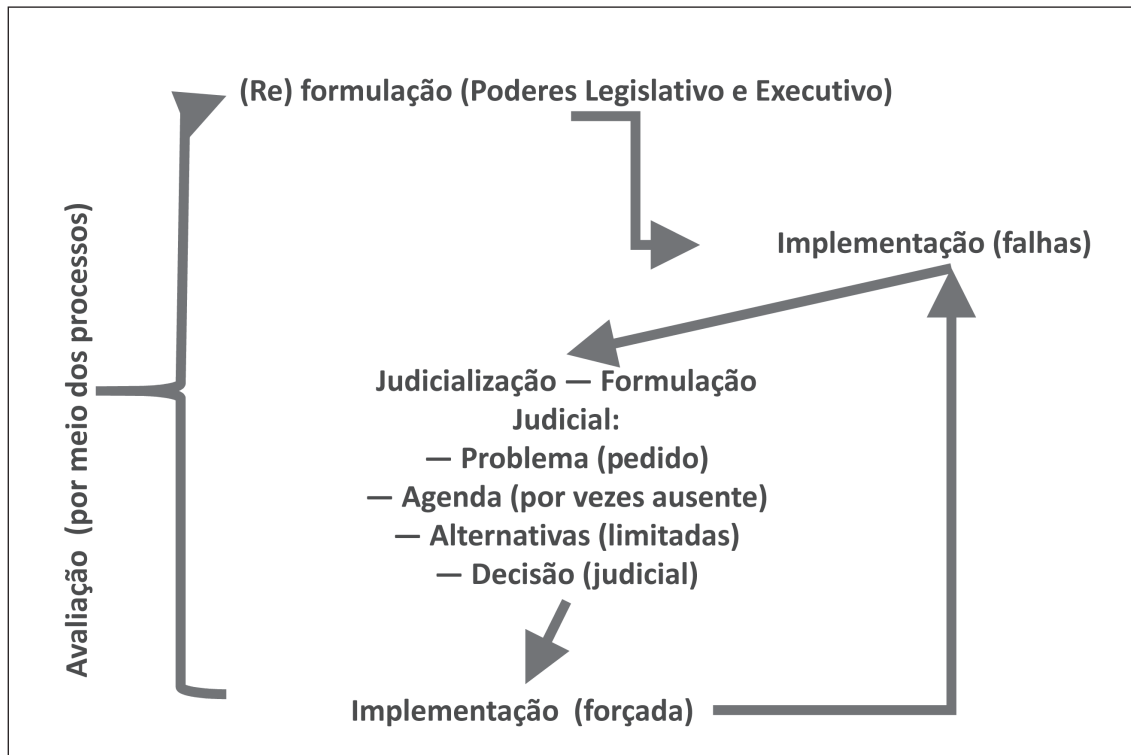 (Re) formulação (Poderes Legislativo e Executivo)
Implementação (falhas)
Avaliação (por meio dos processos)
Judicialização — Formulação
Judicial:
— Problema (pedido)
— Agenda (por vezes ausente)
— Alternativas (limitadas)
— Decisão (judicial)
Implementação (forçada)